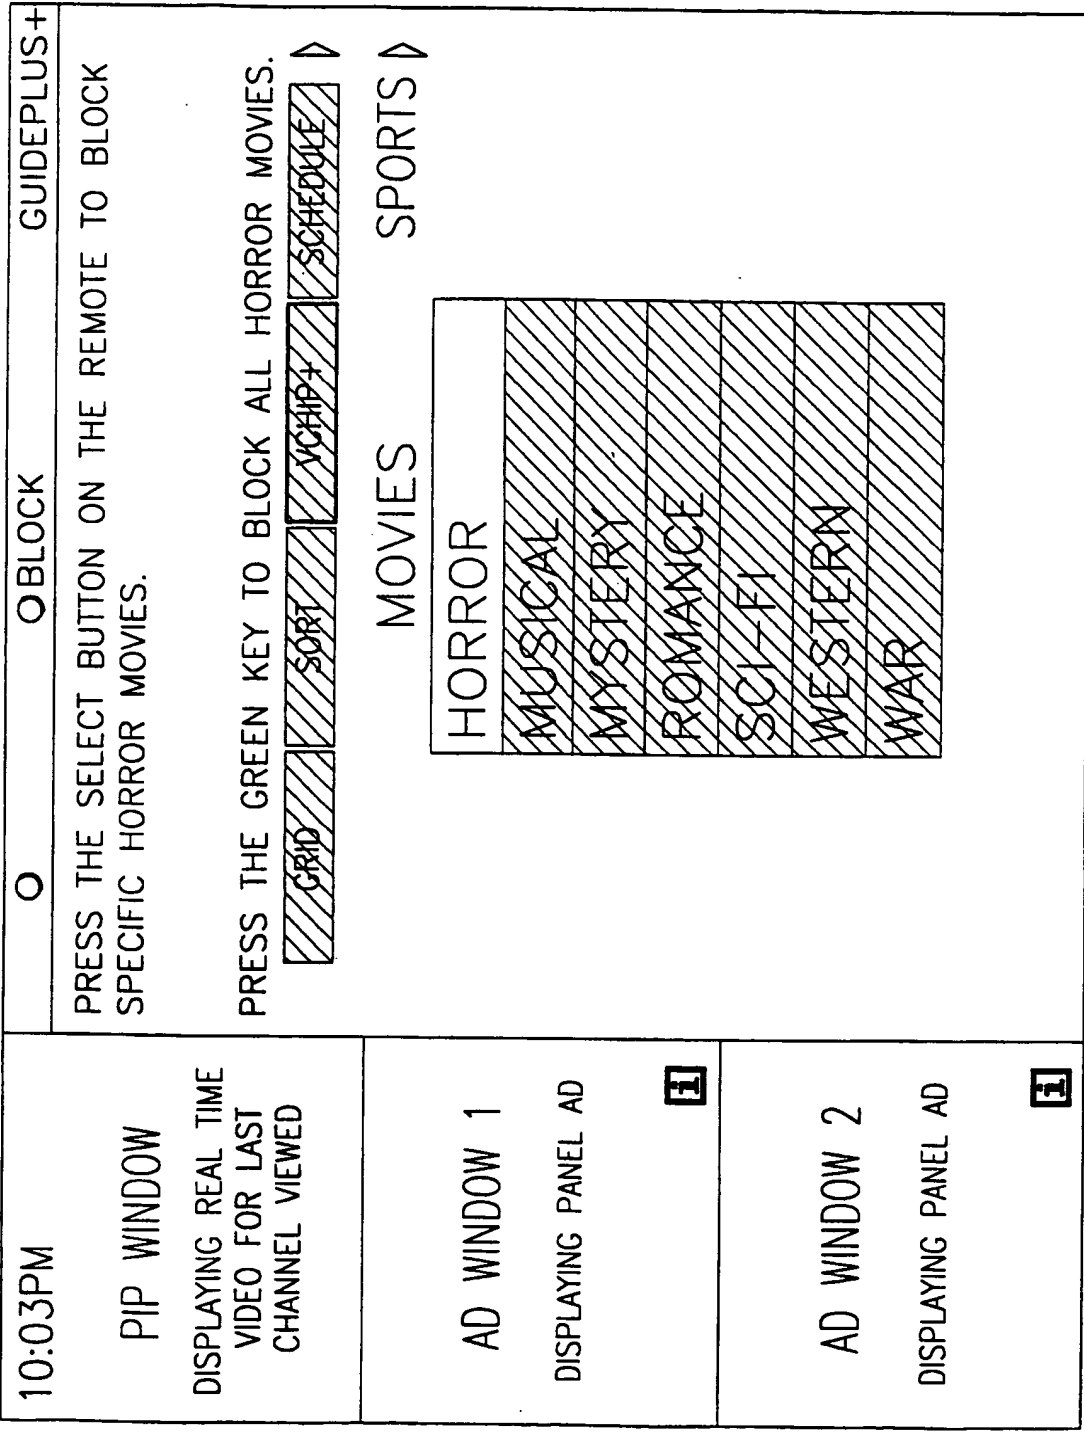 10:03PM
PIP WINDOW
DISPLAYING REAL TIME
VIDEO FOR LAST
CHANNEL VIEWED
AD WINDOW 1
DISPLAYING PANEL AD
i
AD WINDOW 2
DISPLAYING PANEL AD
i
BLOCK GUIDEPLUS+
PRESS THE SELECT BUTTON ON THE REMOTE TO BLOCK
SPECIFIC HORROR MOVIES.
PRESS THE GREEN KEY TO BLOCK ALL HORROR MOVIES.
GRID SORT VCHIP+ SCHEDULE
MOVIES SPORTS
HORROR
MUSICAL
MYSTERY
ROMANCE
SCI-FI
WESTERN
WAR